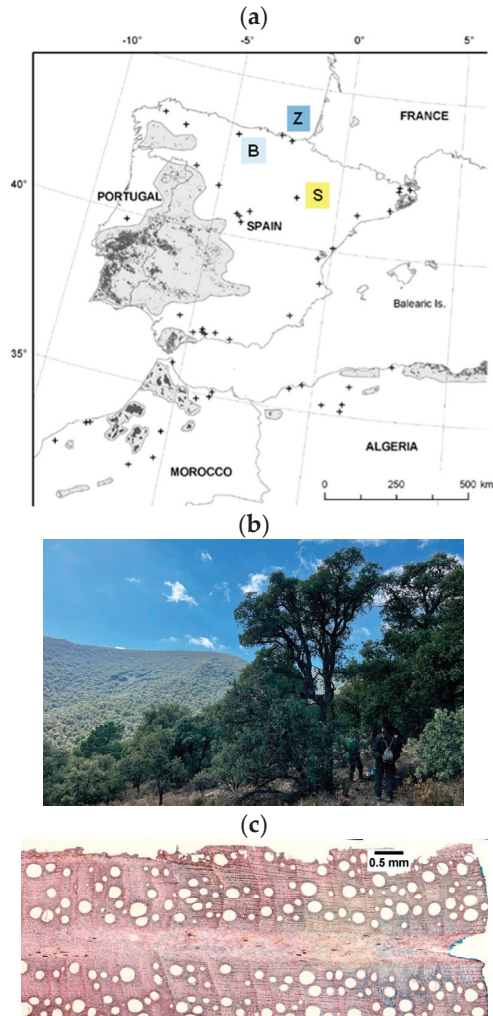 (a)
-10°
-5°
0°
5°
Z
FRANCE
B
40°
PORTUGAL
S
SPAIN
Balearic Is.
35°
ALGERIA
MOROCCO
0 250 500 km
(b)
(c)
0.5 mm